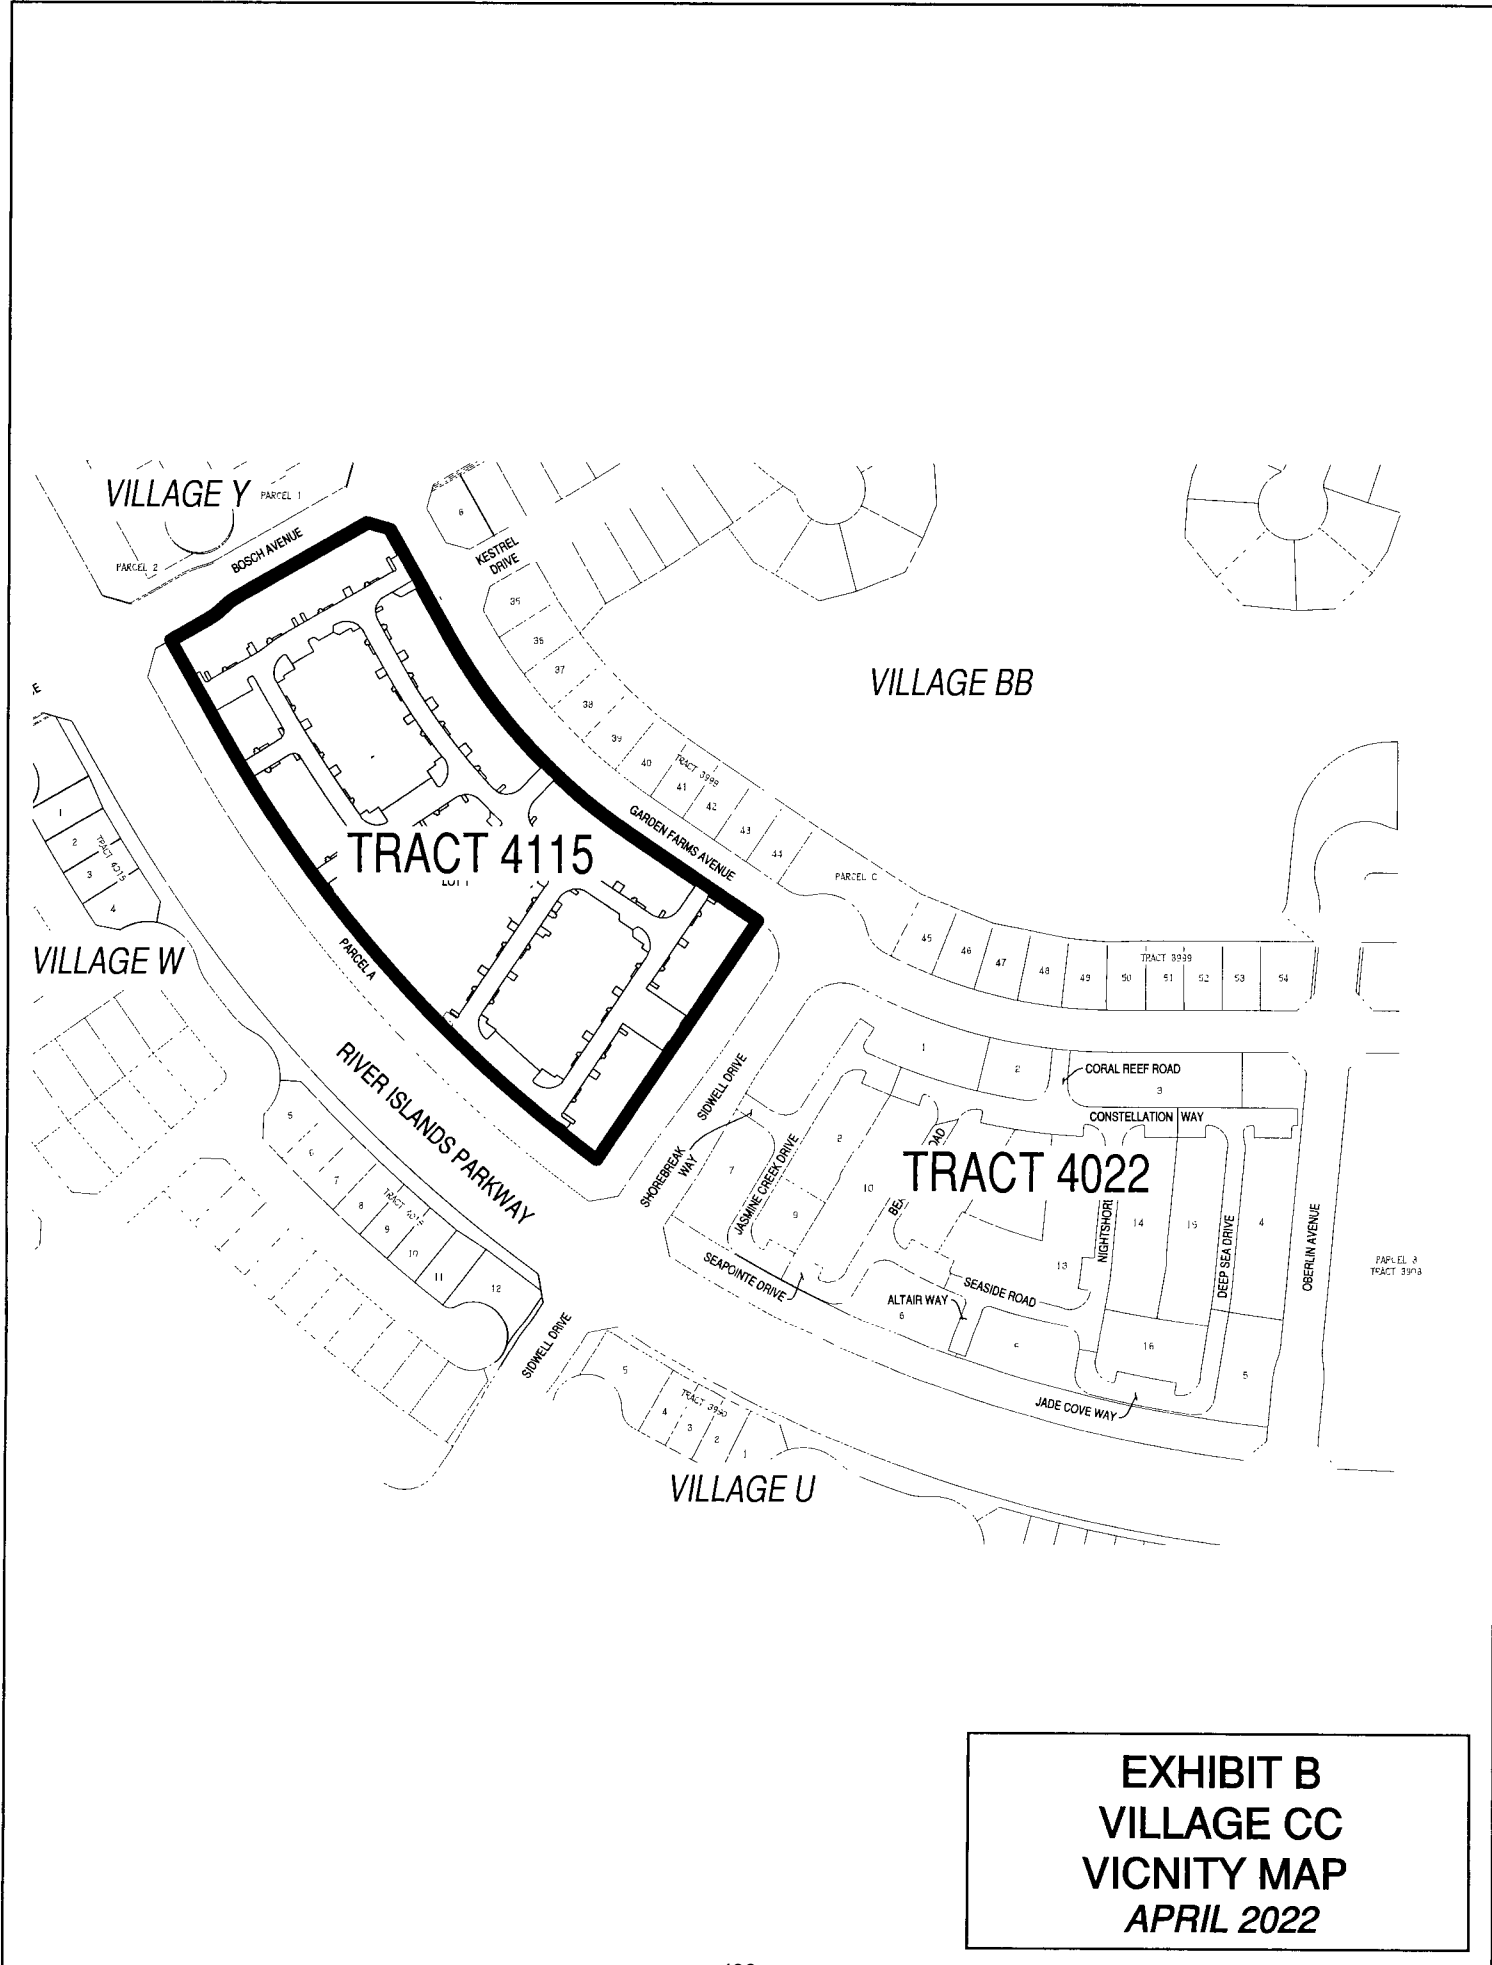 VILLAGE Y
PARCEL 1
BOSCH AVENUE
PARCEL 2
6
KESTREL
DRIVE
35
36
37
38
39
40
TRACT 3999
41
42
43
44
GARDEN FARMS AVENUE
PARCEL C
VILLAGE BB
TRACT 4115
LOT 1
PARCEL A
1
2
3
4
TRACT 4015
VILLAGE W
45
46
47
48
49
50
51
52
53
54
TRACT 3999
RIVER ISLANDS PARKWAY
SIDWELL DRIVE
SHOREBREAK
WAY
JASMINE CREEK DRIVE
1
2
CORAL REEF ROAD
3
CONSTELLATION WAY
TRACT 4022
7
9
10
13
14
15
4
NIGHTSHORE
DEEP SEA DRIVE
OBERLIN AVENUE
TRACT 3903
5
6
7
8
9
10
11
12
SEAPOINTE DRIVE
ALTAIR WAY
6
SEASIDE ROAD
16
5
JADE COVE WAY
SIDWELL DRIVE
5
4
3
2
1
TRACT 3990
VILLAGE U
EXHIBIT B
VILLAGE CC
VICNITY MAP
APRIL 2022